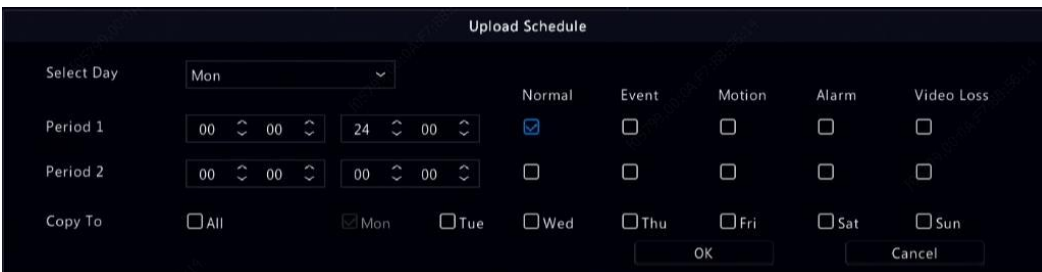 Upload Schedule
Select Day Mon
Normal Event Motion Alarm Video Loss
Period 1 00 00 24 00
Period 2 00 00 00 00
Copy To All Mon Tue Wed Thu Fri Sat Sun
OK Cancel